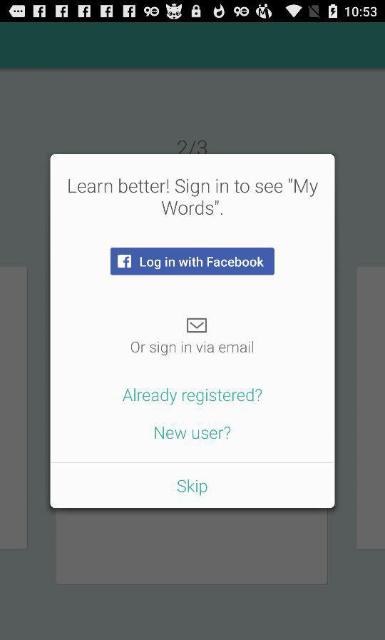 10:53
2/3
Learn better! Sign in to see "My
Words".
Log in with Facebook
Or sign in via email
Already registered?
New user?
Skip